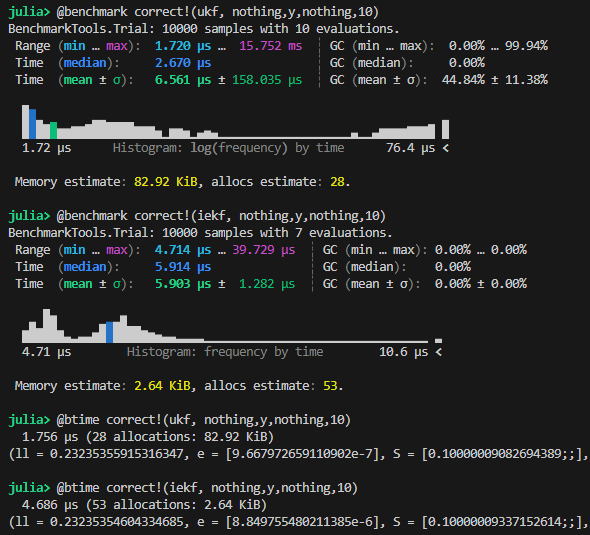 julia> @benchmark correct!(ukf, nothing,y,nothing,10)
BenchmarkTools.Trial: 10000 samples with 10 evaluations.
Range (min … max): 1.720 μs … 15.752 ms ┊ GC (min … max): 0.00% … 99.94%
Time (median): 2.670 μs ┊ GC (median): 0.00%
Time (mean ± σ): 6.561 μs ± 158.035 μs ┊ GC (mean ± σ): 44.84% ± 11.38%
1.72 μs Histogram: log(frequency) by time 76.4 μs <
Memory estimate: 82.92 KiB, allocs estimate: 28.
julia> @benchmark correct!(iekf, nothing,y,nothing,10)
BenchmarkTools.Trial: 10000 samples with 7 evaluations.
Range (min … max): 4.714 μs … 39.729 μs ┊ GC (min … max): 0.00% … 0.00%
Time (median): 5.914 μs ┊ GC (median): 0.00%
Time (mean ± σ): 5.903 μs ± 1.282 μs ┊ GC (mean ± σ): 0.00% ± 0.00%
4.71 μs Histogram: frequency by time 10.6 μs <
Memory estimate: 2.64 KiB, allocs estimate: 53.
julia> @btime correct!(ukf, nothing,y,nothing,10)
1.756 μs (28 allocations: 82.92 KiB)
(ll = 0.23235355915316347, e = [9.667972659110902e-7], S = [0.10000009082694389;;],
julia> @btime correct!(iekf, nothing,y,nothing,10)
4.686 μs (53 allocations: 2.64 KiB)
(ll = 0.23235354604334685, e = [8.849755480211385e-6], S = [0.10000009337152614;;],